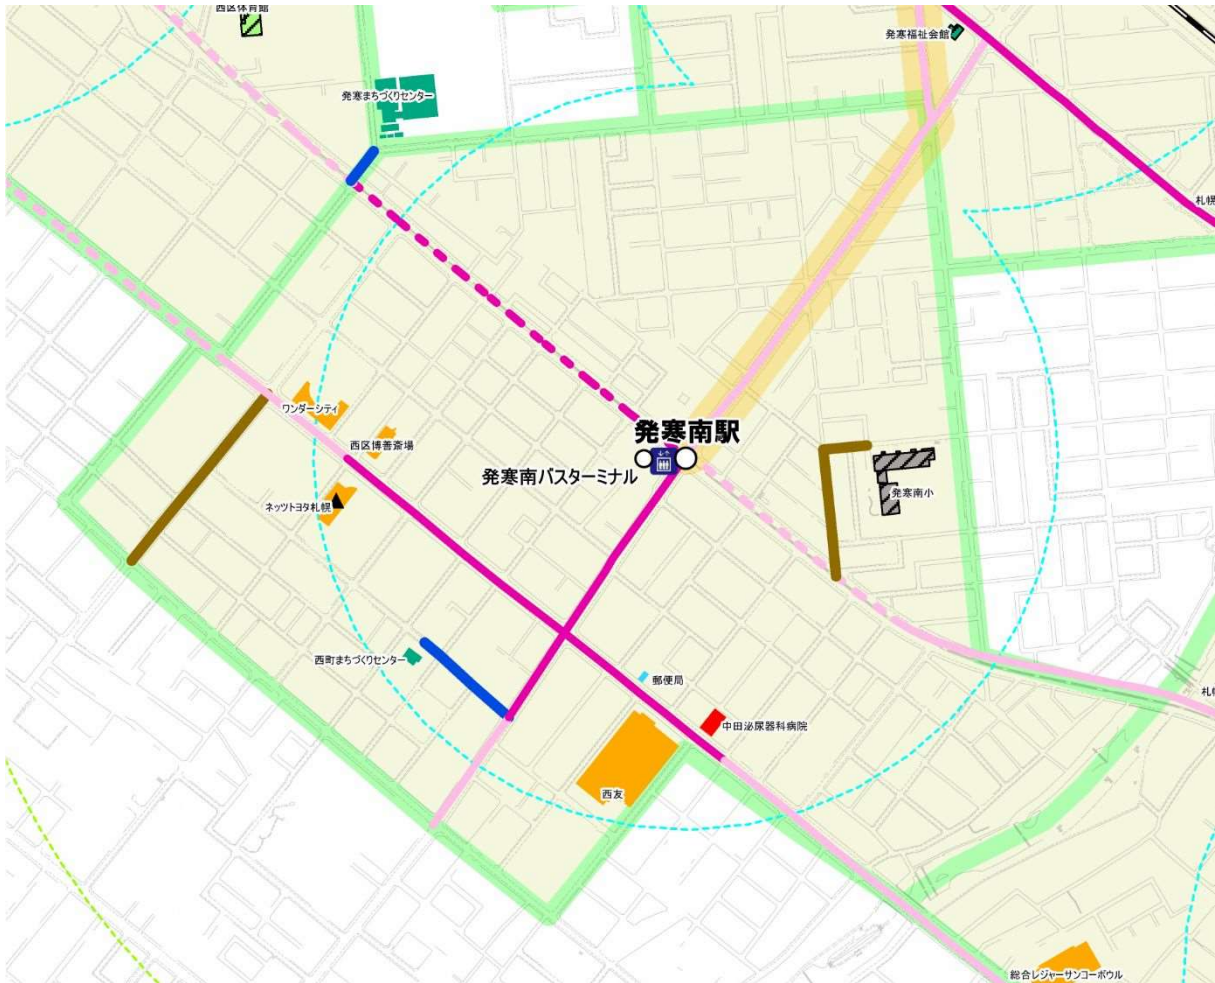 西区体育館
発寒福祉会館
発寒まちづくりセンター
ワンダーシティ
西区博善斎場
発寒南駅
発寒南バスターミナル
ネッツトヨタ札幌
発寒南小
西町まちづくりセンター
郵便局
中田泌尿器科病院
西友
総合レジャーサンコーボウル